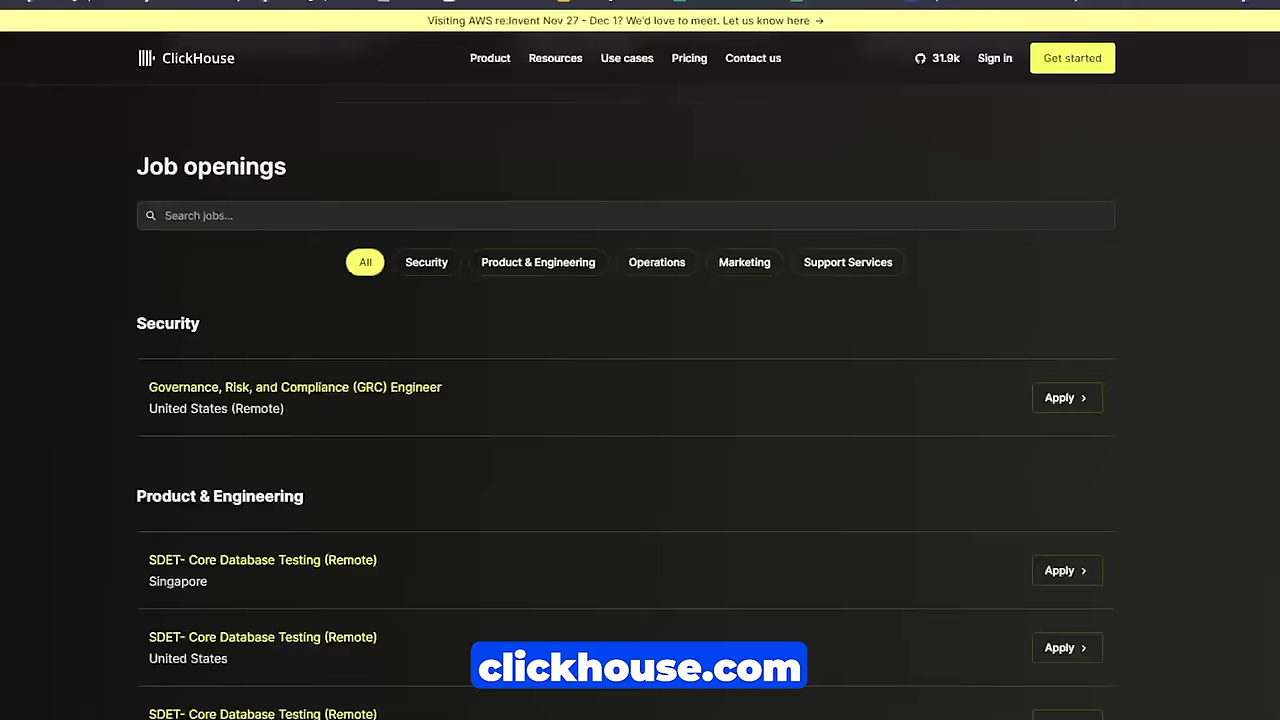 Visiting AWS re:Invent Nov 27 - Dec 1? We'd love to meet. Let us know here →
ClickHouse
Product
Resources
Use cases
Pricing
Contact us
31.9k
Sign in
Get started
Job openings
Search jobs...
All
Security
Product & Engineering
Operations
Marketing
Support Services
Security
Governance, Risk, and Compliance (GRC) Engineer
United States (Remote)
Apply ›
Product & Engineering
SDET- Core Database Testing (Remote)
Singapore
Apply ›
SDET- Core Database Testing (Remote)
United States
Apply ›
clickhouse.com
SDET- Core Database Testing (Remote)